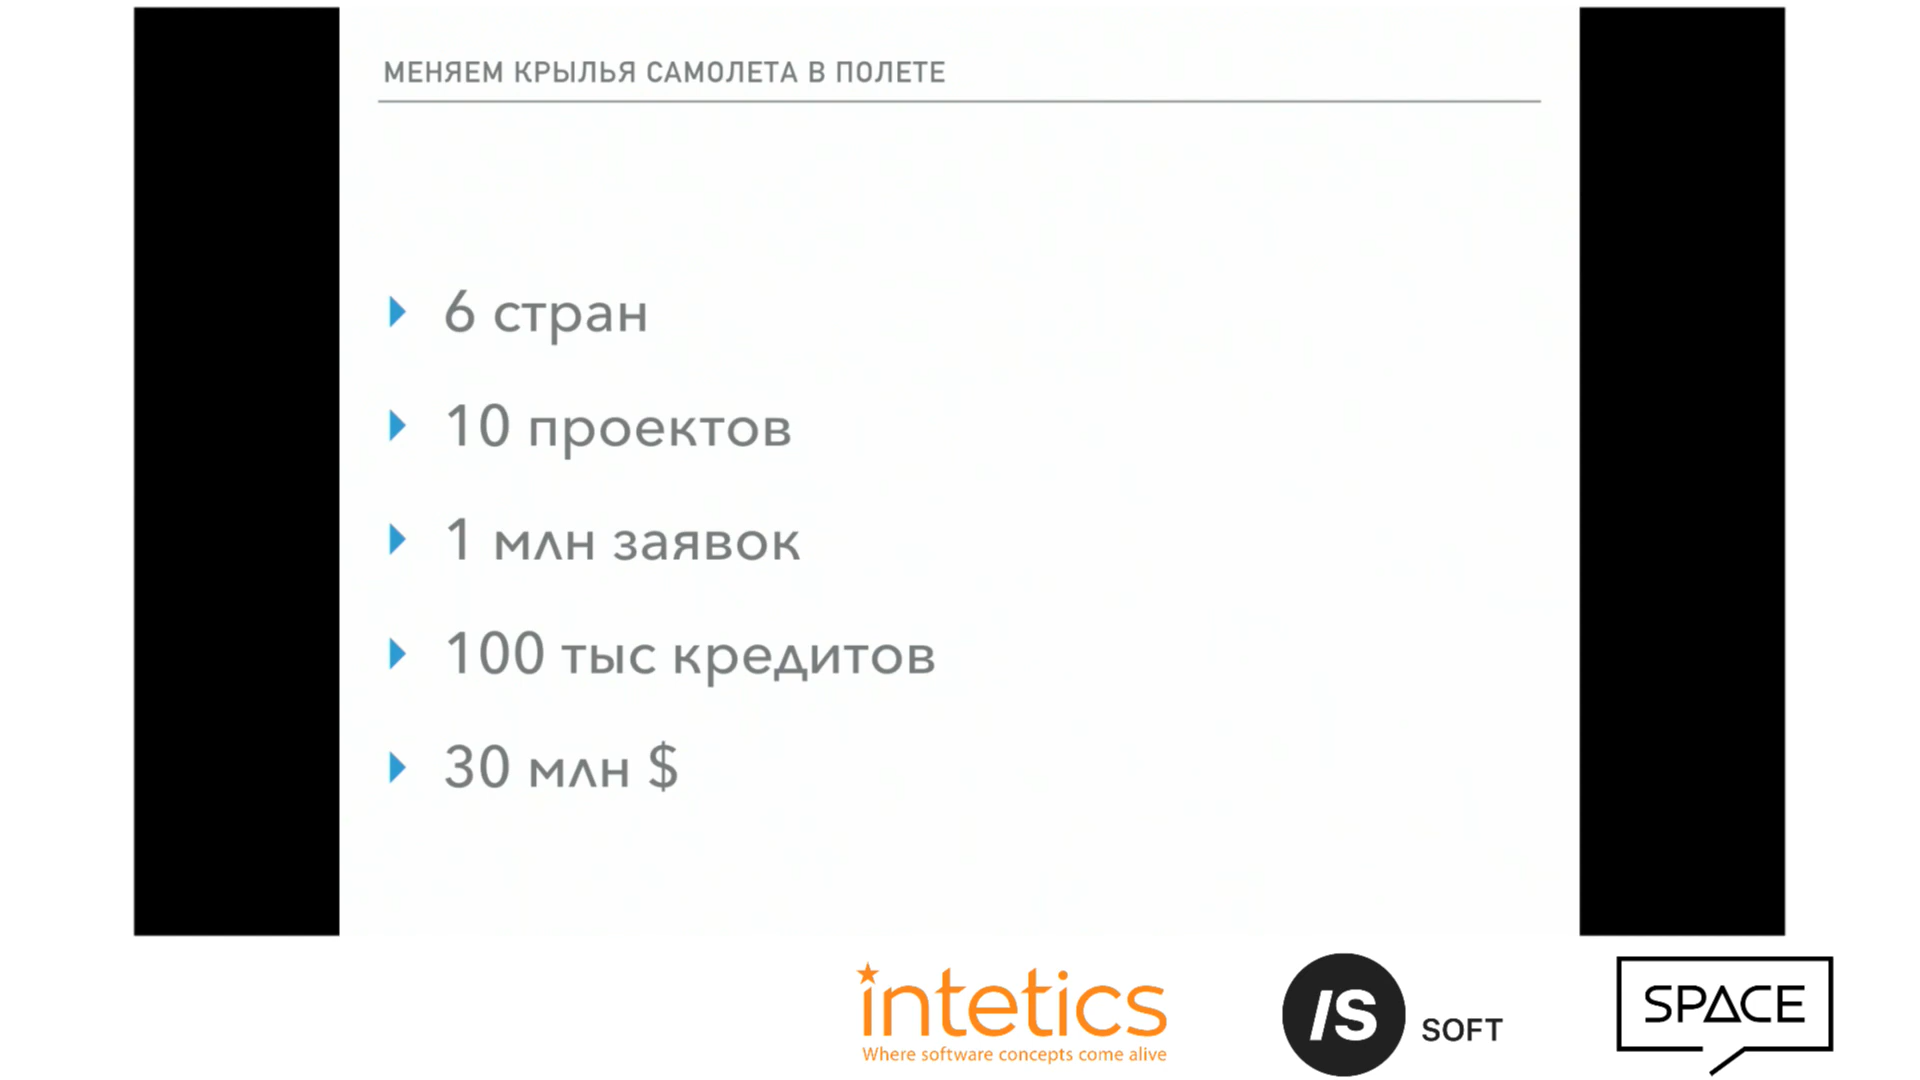 МЕНЯЕМ КРЫЛЬЯ САМОЛЕТА В ПОЛЕТЕ
6 стран
10 проектов
1 млн заявок
100 тыс кредитов
30 млн $
intetics
Where software concepts come alive
/S SOFT
SPACE